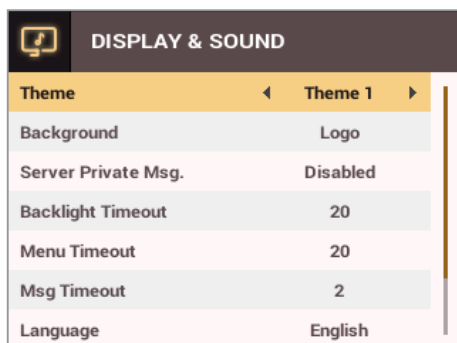 DISPLAY & SOUND
Theme Theme 1
Background Logo
Server Private Msg. Disabled
Backlight Timeout 20
Menu Timeout 20
Msg Timeout 2
Language English